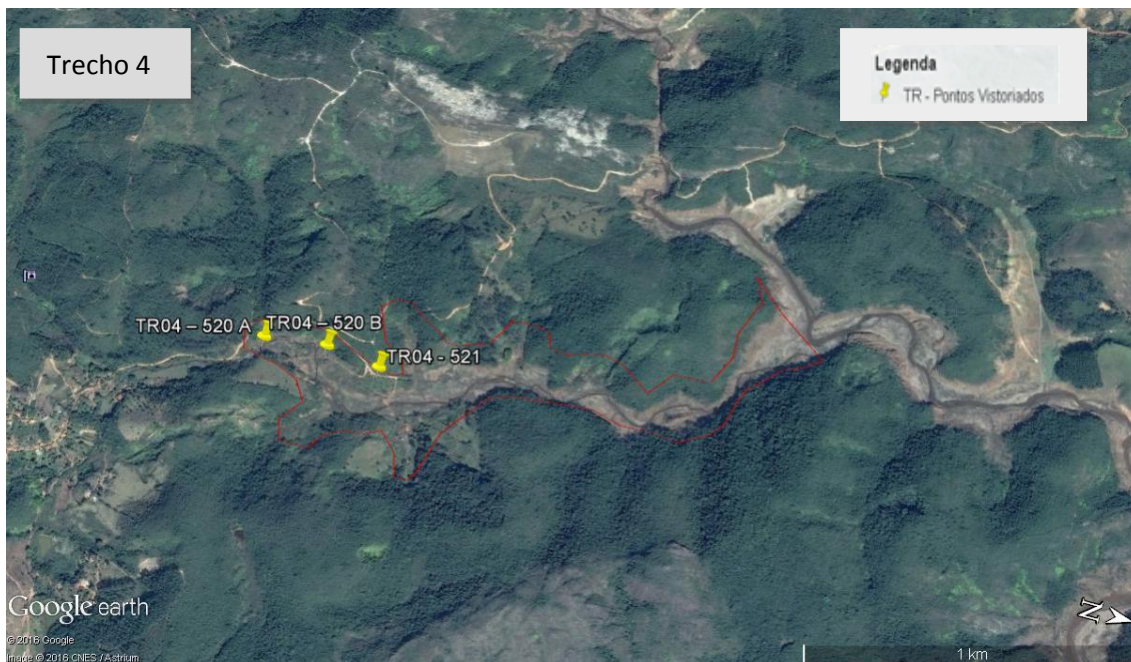 Trecho 4
Legenda
TR - Pontos Vistoriados
TR04 – 520 A
TR04 – 520 B
TR04 - 521
Google earth
© 2016 Google
Image © 2016 CNES / Astrium
N
1 km